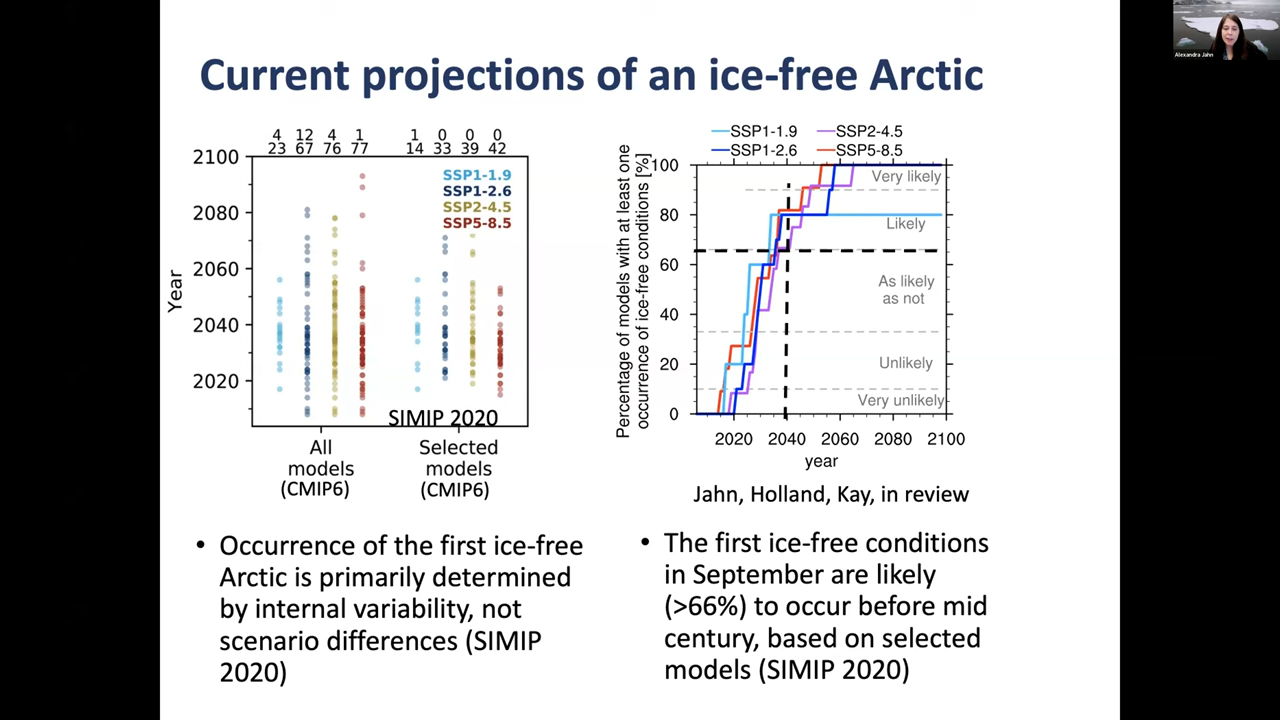 Current projections of an ice-free Arctic
Alexandra Jahn
4 12 4 1 1 0 0 0
23 67 76 77 14 33 39 42
2100
2080
2060
2040
2020
Year
SSP1-1.9
SSP1-2.6
SSP2-4.5
SSP5-8.5
SIMIP 2020
All
models
(CMIP6)
Selected
models
(CMIP6)
SSP1-1.9 SSP2-4.5
SSP1-2.6 SSP5-8.5
Percentage of models with at least one
occurrence of ice-free conditions [%]
100
80
60
40
20
0
Very likely
Likely
As likely
as not
Unlikely
Very unlikely
2020 2040 2060 2080 2100
year
Jahn, Holland, Kay, in review
• Occurrence of the first ice-free
Arctic is primarily determined
by internal variability, not
scenario differences (SIMIP
2020)
• The first ice-free conditions
in September are likely
(>66%) to occur before mid
century, based on selected
models (SIMIP 2020)